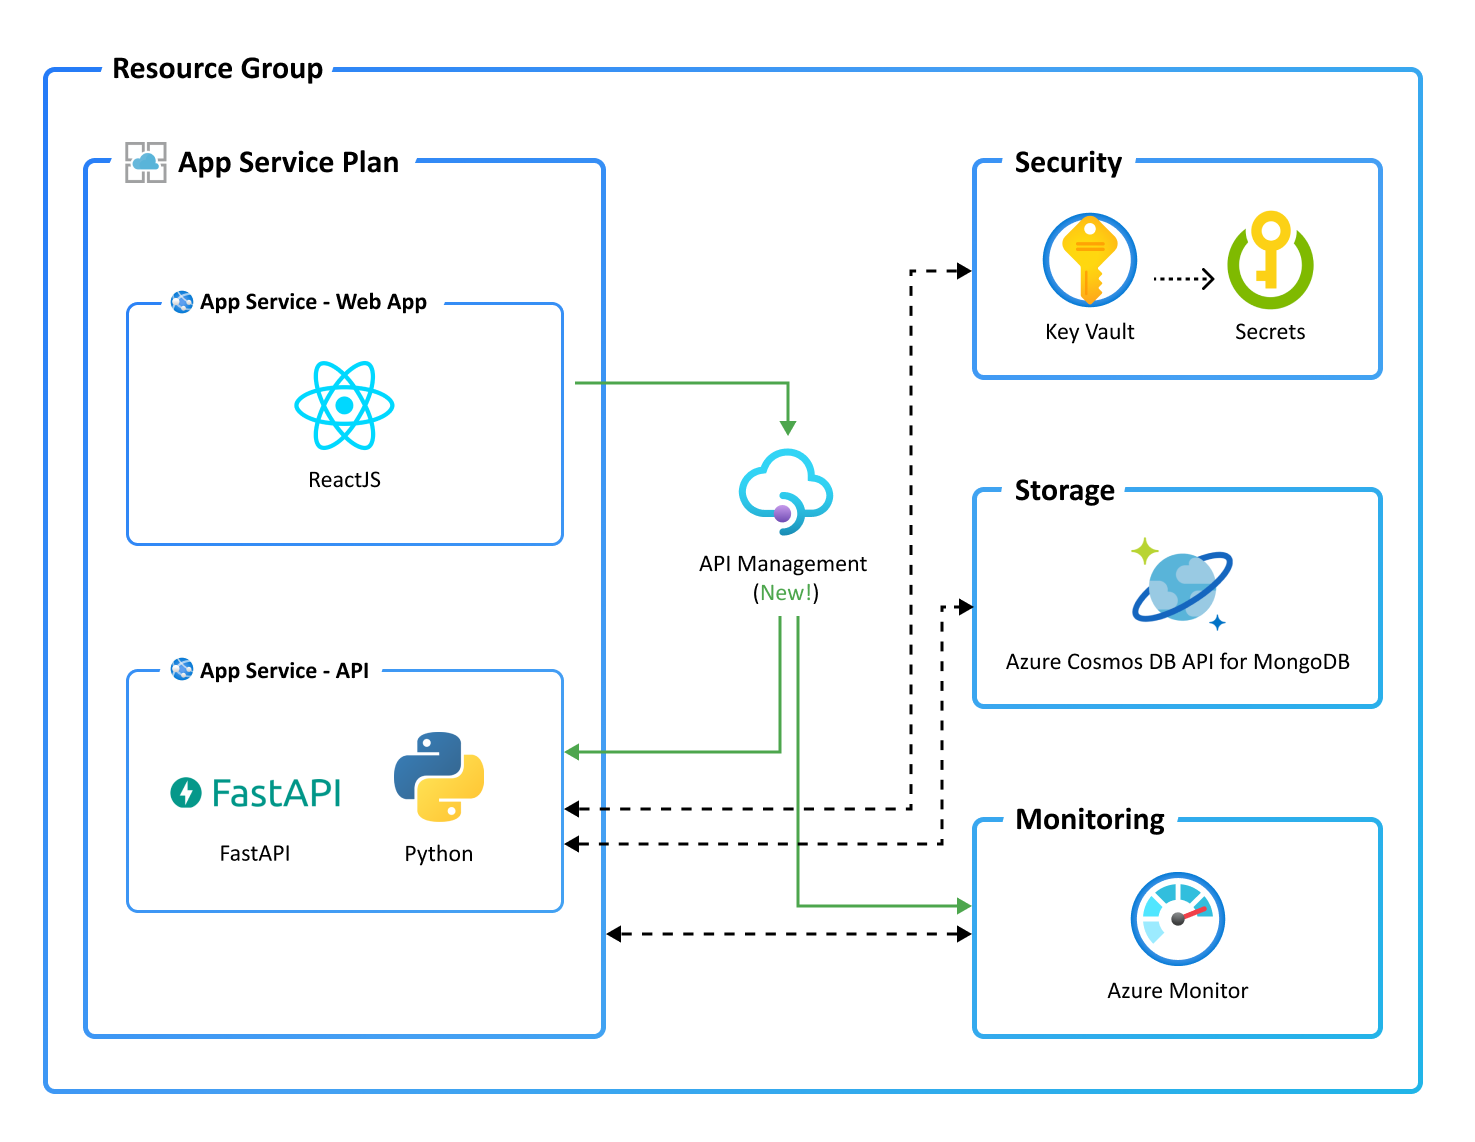 Resource Group
App Service Plan
App Service - Web App
ReactJS
API Management
(New!)
App Service - API
FastAPI
FastAPI
Python
Security
Key Vault
Secrets
Storage
Azure Cosmos DB API for MongoDB
Monitoring
Azure Monitor